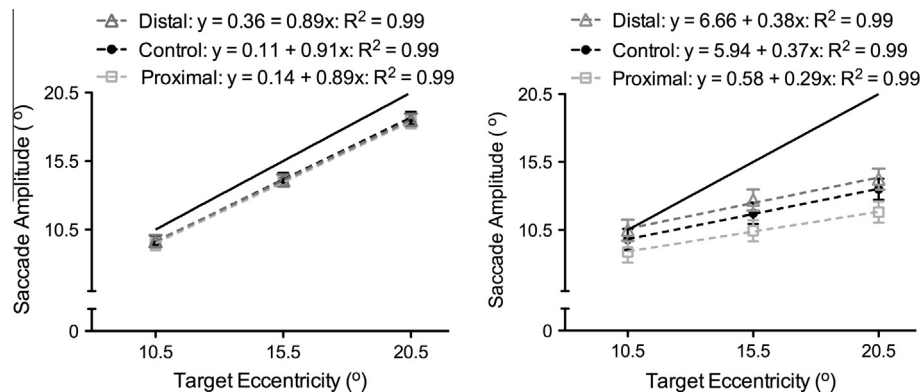 Distal: y = 0.36 = 0.89x: R² = 0.99
Control: y = 0.11 + 0.91x: R² = 0.99
Proximal: y = 0.14 + 0.89x: R² = 0.99
20.5
15.5
10.5
0
Saccade Amplitude (°)
10.5 15.5 20.5
Target Eccentricity (°)
Distal: y = 6.66 + 0.38x: R² = 0.99
Control: y = 5.94 + 0.37x: R² = 0.99
Proximal: y = 0.58 + 0.29x: R² = 0.99
20.5
15.5
10.5
0
Saccade Amplitude (°)
10.5 15.5 20.5
Target Eccentricity (°)